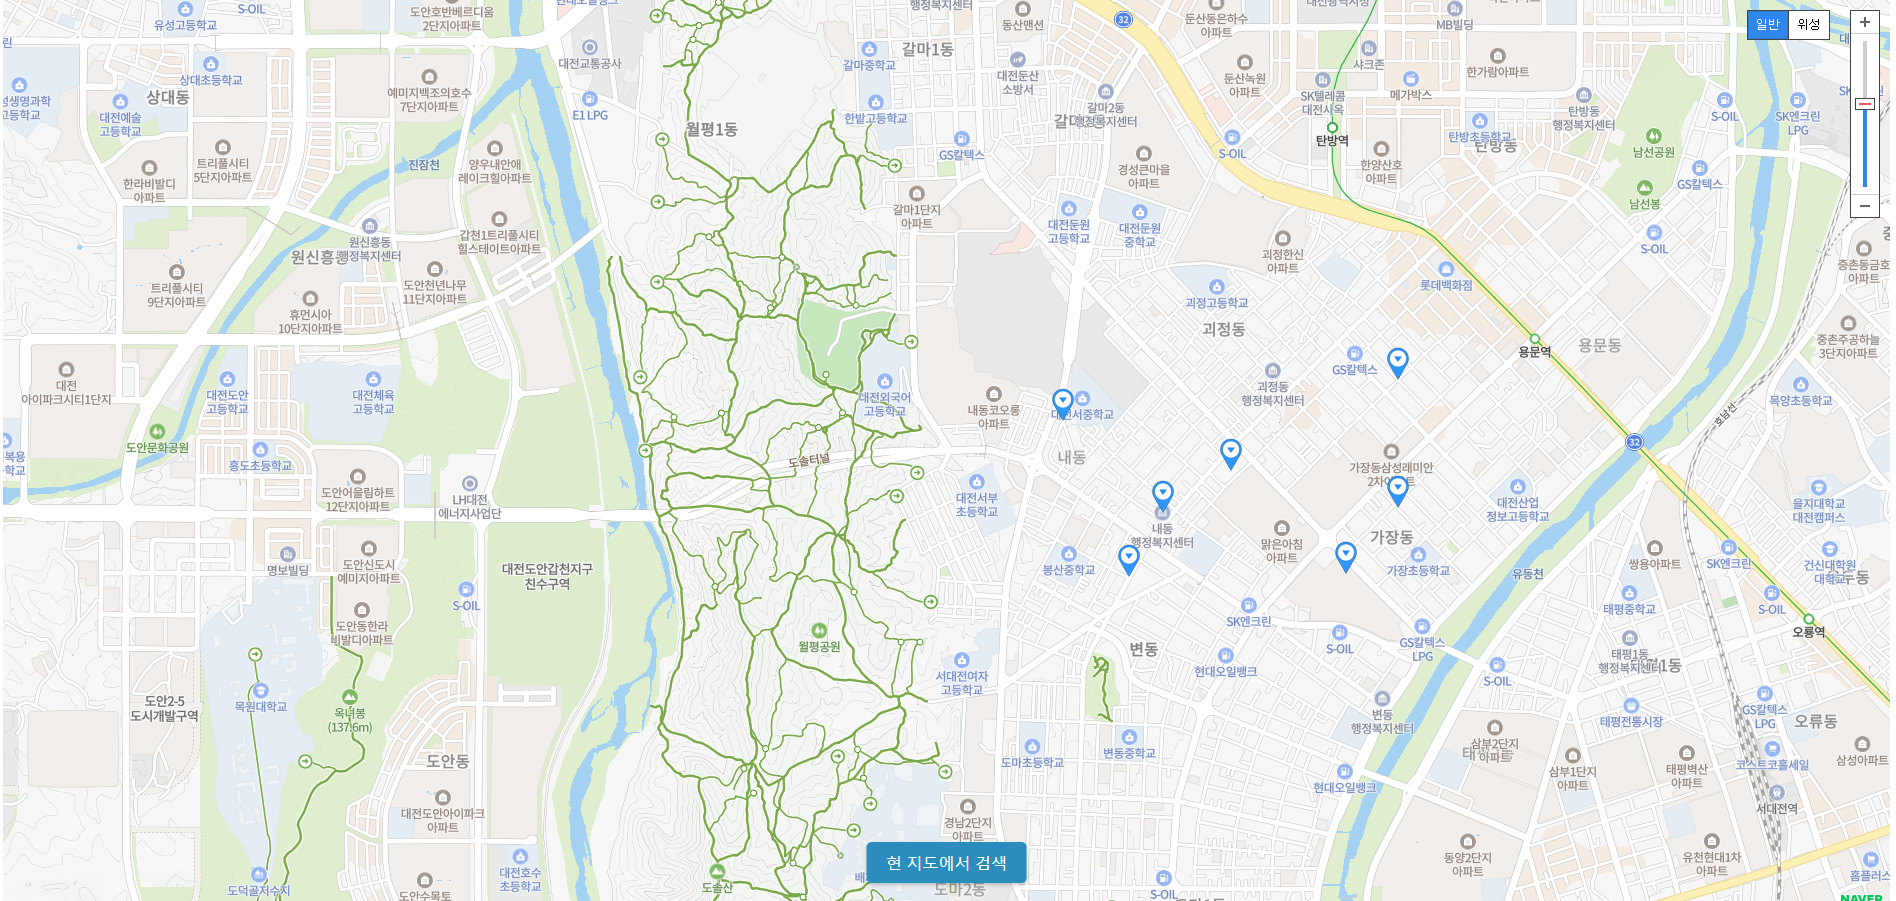 유성고등학교
S-OIL
도안호반베르디움
2단지아파트
행정복지센터
동산맨션
둔산동은하수
아파트
32
MB빌딩
일반
위성
갈마1동
갈마중학교
대전교통공사
상대초등학교
상대동
예미지백조의호수
7단지아파트
대전예술
고등학교
E1 LPG
월평1동
한밭고등학교
대전둔산
소방서
갈마2동
행정복지센터
둔산녹원
아파트
샤크존
SK텔레콤
대전사옥
메가박스
한가람아파트
탄방동
행정복지센터
탄방역
탄방초등학교
탄방동
S-OIL
SK엔크린
LPG
남선공원
GS칼텍스
남선봉
S-OIL
트리풀시티
5단지아파트
진잠천
양우내안애
레이크힐아파트
한라비발디
아파트
GS칼텍스
경성큰마을
아파트
한양산호
아파트
S-OIL
갈마1단지
아파트
대전둔원
고등학교
대전둔원
중학교
갑천1트리풀시티
힐스테이트아파트
원신흥동
행정복지센터
원신흥동
트리풀시티
9단지아파트
도안천년나무
11단지아파트
휴먼시아
10단지아파트
괴정한신
아파트
괴정고등학교
괴정동
롯데백화점
중촌동금호
아파트
용문역
용문동
중촌주공하늘
3단지아파트
대전
아이파크시티1단지
대전도안
고등학교
대전체육
고등학교
대전외국어
고등학교
내동코오롱
아파트
GS칼텍스
괴정동
행정복지센터
목양초등학교
호남선
32
도안문화공원
흥도초등학교
도솔터널
내동
가장동삼성래미안
대전산업
정보고등학교
을지대학교
대전캠퍼스
도안어울림하트
12단지아파트
LH대전
에너지사업단
대전서부
초등학교
내동
행정복지센터
맑은아침
아파트
가장동
가장초등학교
봉산중학교
명보빌딩
도안신도시
예미지아파트
대전도안갑천지구
친수구역
S-OIL
유등천
쌍용아파트
SK엔크린
건신대학원
S-OIL
태평중학교
오룡역
도안동한라
비발디아파트
월평공원
SK엔크린
변동
S-OIL
GS칼텍스
LPG
태평1동
행정복지센터
현대오일뱅크
S-OIL
서대전여자
고등학교
도안2-5
도시개발구역
목원대학교
옥녀봉
(137.6m)
변동
행정복지센터
태평전통시장
GS칼텍스
LPG
오류동
도안동
도마초등학교
변동중학교
삼부2단지
아파트
삼부1단지
아파트
태평벽산
아파트
코스트코홀세일
삼성아파트
현대오일뱅크
서대전역
대전도안아이파크
아파트
경남2단지
아파트
동양2단지
아파트
유천현대1차
아파트
도덕골저수지
도안수목토
아파트
대전호수
초등학교
도솔산
현 지도에서 검색
도마2동
S-OIL
홈플러스
NAVER